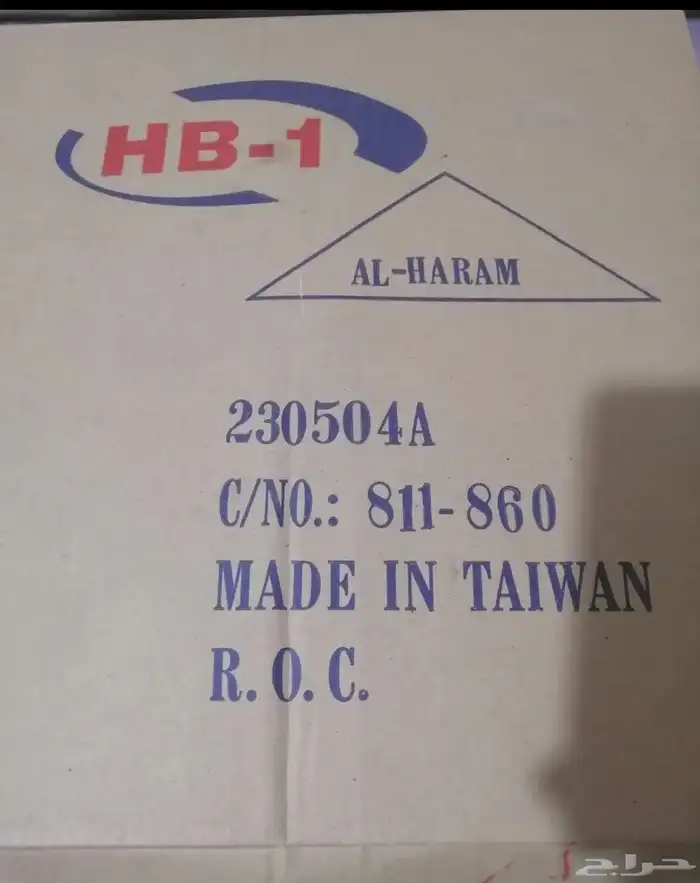 HB-1
AL-HARAM
230504A
C/NO.: 811-860
MADE IN TAIWAN
R.O.C.
حراج